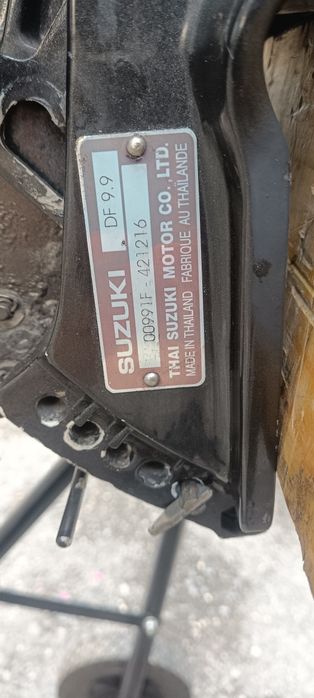 SUZUKI DF 9.9
00991F-421216
THAI SUZUKI MOTOR CO., LTD.
MADE IN THAILAND FABRIQUE AU THAÏLANDE